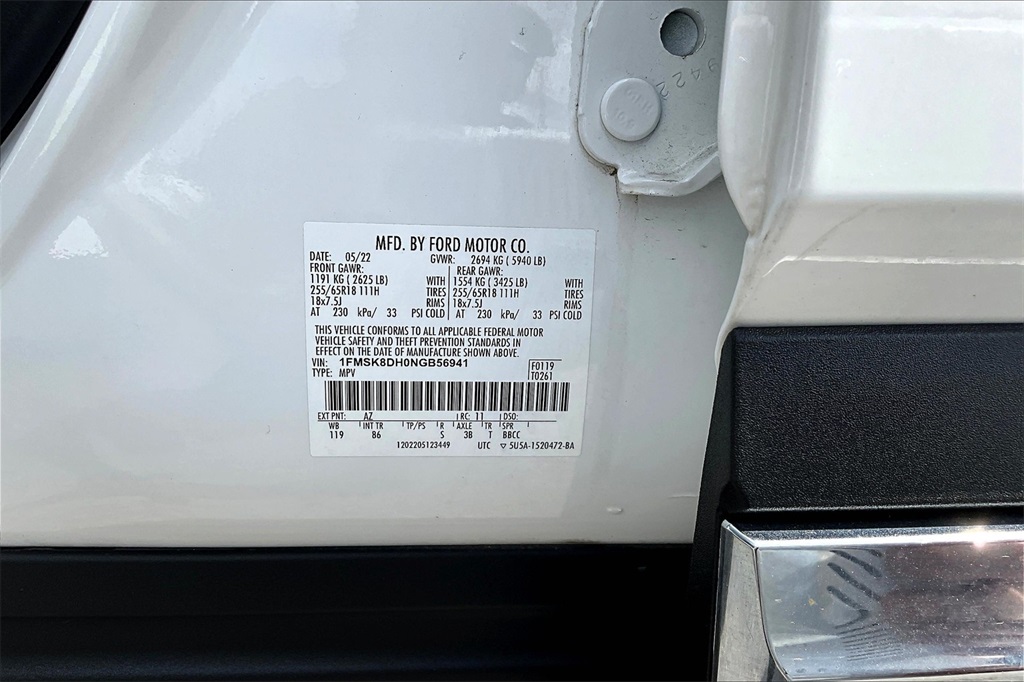 9422
MFD. BY FORD MOTOR CO.
DATE: 05/22 GVWR: 2694 KG ( 5940 LB)
FRONT GAWR: REAR GAWR:
1191 KG ( 2625 LB) WITH 1554 KG ( 3425 LB) WITH
255/65R18 111H TIRES 255/65R18 111H TIRES
18x7.5J RIMS 18x7.5J RIMS
AT 230 kPa/ 33 PSI COLD AT 230 kPa/ 33 PSI COLD
THIS VEHICLE CONFORMS TO ALL APPLICABLE FEDERAL MOTOR
VEHICLE SAFETY AND THEFT PREVENTION STANDARDS IN
EFFECT ON THE DATE OF MANUFACTURE SHOWN ABOVE.
VIN: 1FMSK8DH0NGB56941 F0119
TYPE: MPV T0261
EXT PNT: AZ RC: 11 DSO:
WB INT TR TP/PS R AXLE TR SPR
119 86 S 3B T BBCC
1202205123449 UTC ▽ 5U5A-1520472-BA